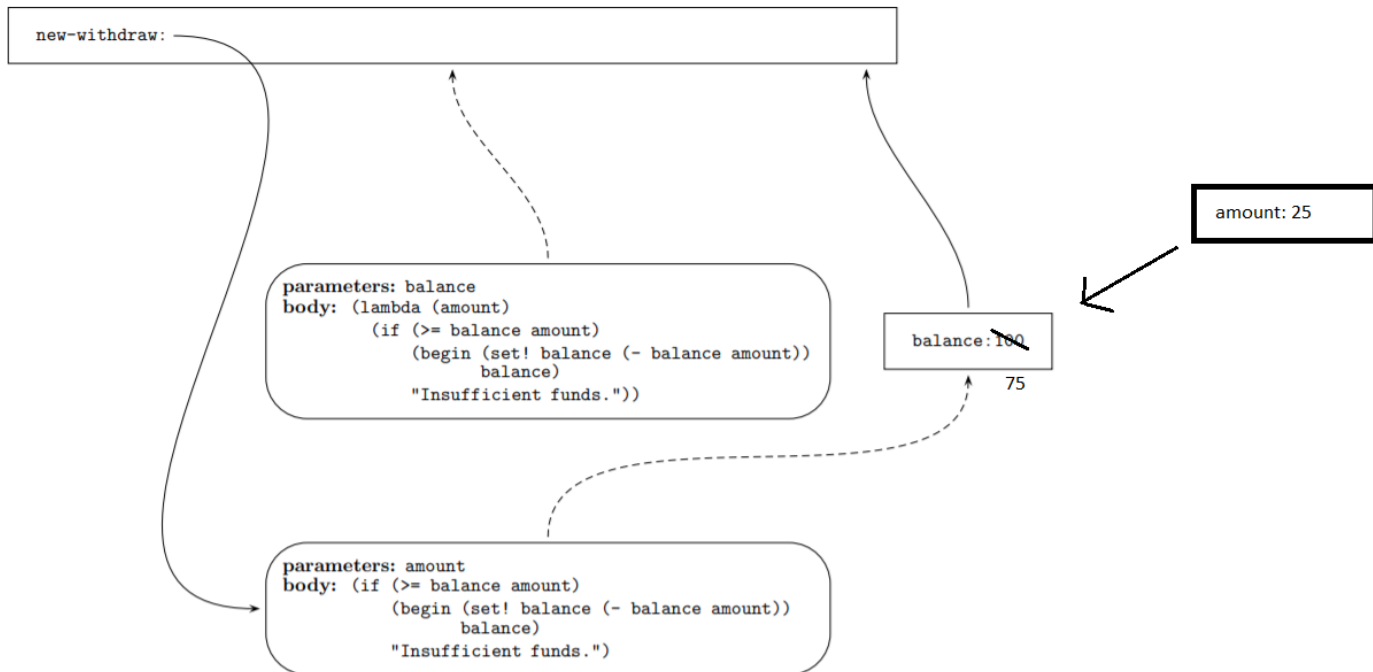 new-withdraw:
amount: 25
parameters: balance
body: (lambda (amount)
(if (>= balance amount)
(begin (set! balance (- balance amount))
balance)
"Insufficient funds."))
balance:100
75
parameters: amount
body: (if (>= balance amount)
(begin (set! balance (- balance amount))
balance)
"Insufficient funds.")